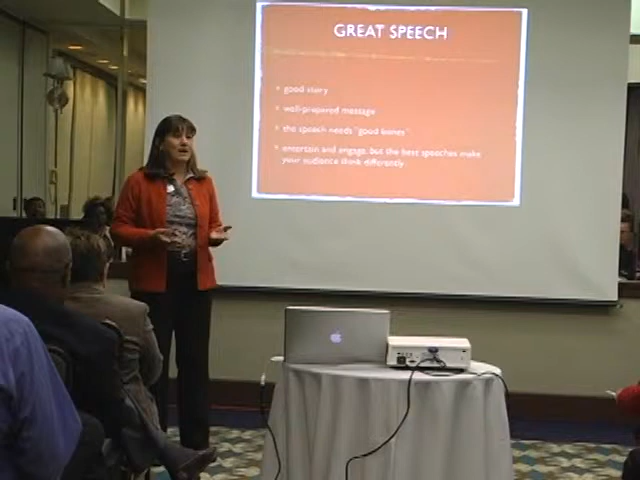 GREAT SPEECH
good story
well-prepared message
the speech needs "good bones"
entertain and engage, but the best speeches make
your audience think differently